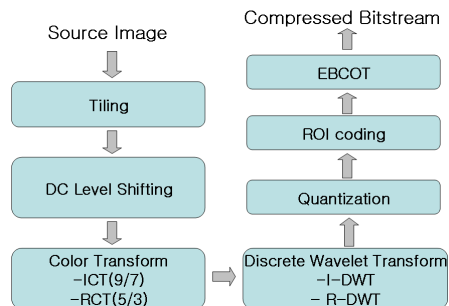 Source Image
Tiling
DC Level Shifting
Color Transform
-ICT(9/7)
-RCT(5/3)
Discrete Wavelet Transform
-I-DWT
- R-DWT
Quantization
ROI coding
EBCOT
Compressed Bitstream